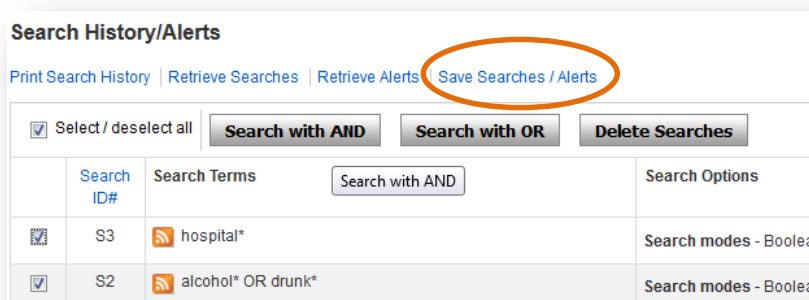 Search History/Alerts
Print Search History | Retrieve Searches | Retrieve Alerts | Save Searches / Alerts
Select / deselect all Search with AND Search with OR Delete Searches
Search ID# Search Terms Search with AND Search Options
S3 hospital* Search modes - Boolea
S2 alcohol* OR drunk* Search modes - Boolea